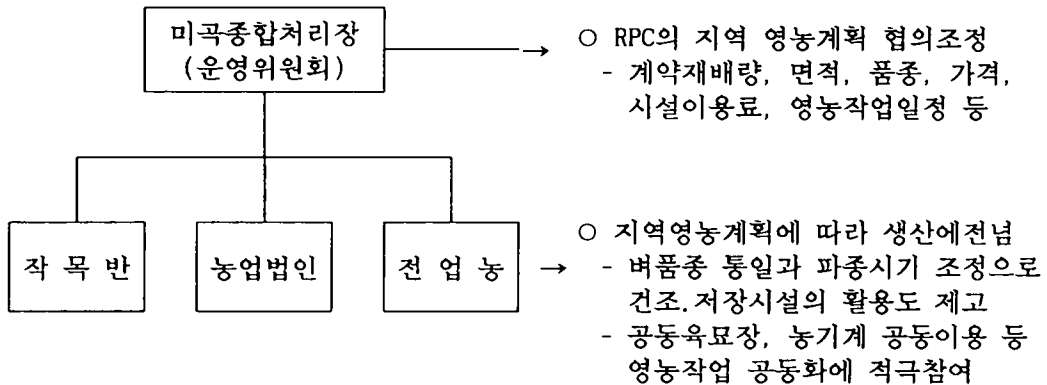 미곡종합처리장
(운영위원회)
→ ○ RPC의 지역 영농계획 협의조정
- 계약재배량, 면적, 품종, 가격,
시설이용료, 영농작업일정 등
작 목 반
농업법인
전 업 농
→ ○ 지역영농계획에 따라 생산에전념
- 벼품종 통일과 파종시기 조정으로
건조.저장시설의 활용도 제고
- 공동육묘장, 농기계 공동이용 등
영농작업 공동화에 적극참여